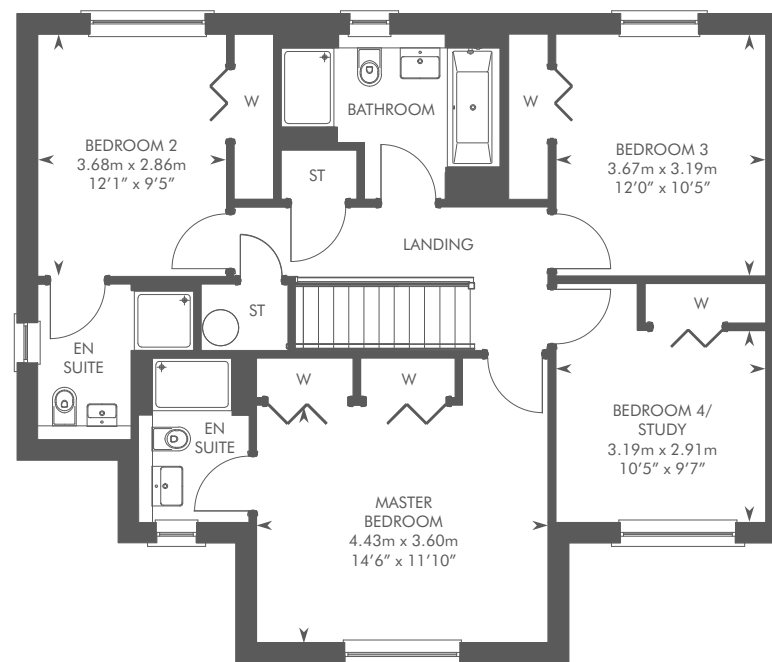 BEDROOM 2
3.68m x 2.86m
12'1" x 9'5"
W
BATHROOM
W
BEDROOM 3
3.67m x 3.19m
12'0" x 10'5"
ST
LANDING
ST
EN
SUITE
W
W
W
EN
SUITE
BEDROOM 4/
STUDY
3.19m x 2.91m
10'5" x 9'7"
MASTER
BEDROOM
4.43m x 3.60m
14'6" x 11'10"